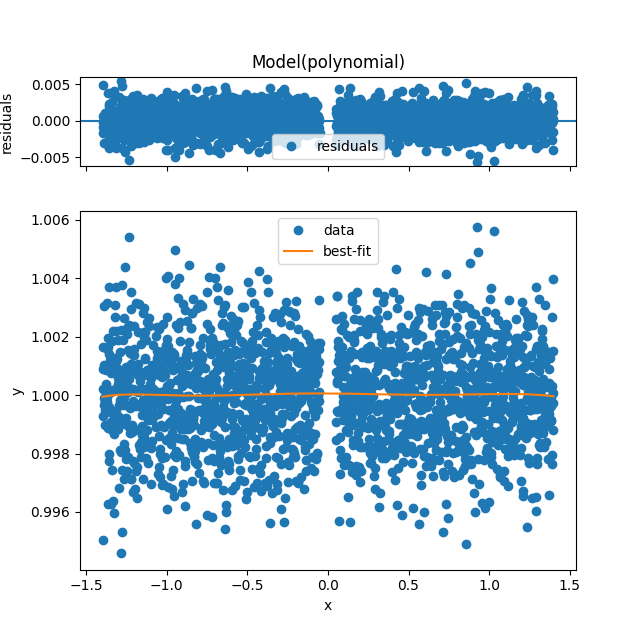 Model(polynomial)
0.005
0.000
−0.005
residuals
residuals
1.006
1.004
1.002
1.000
0.998
0.996
y
data
best-fit
−1.5 −1.0 −0.5 0.0 0.5 1.0 1.5
x